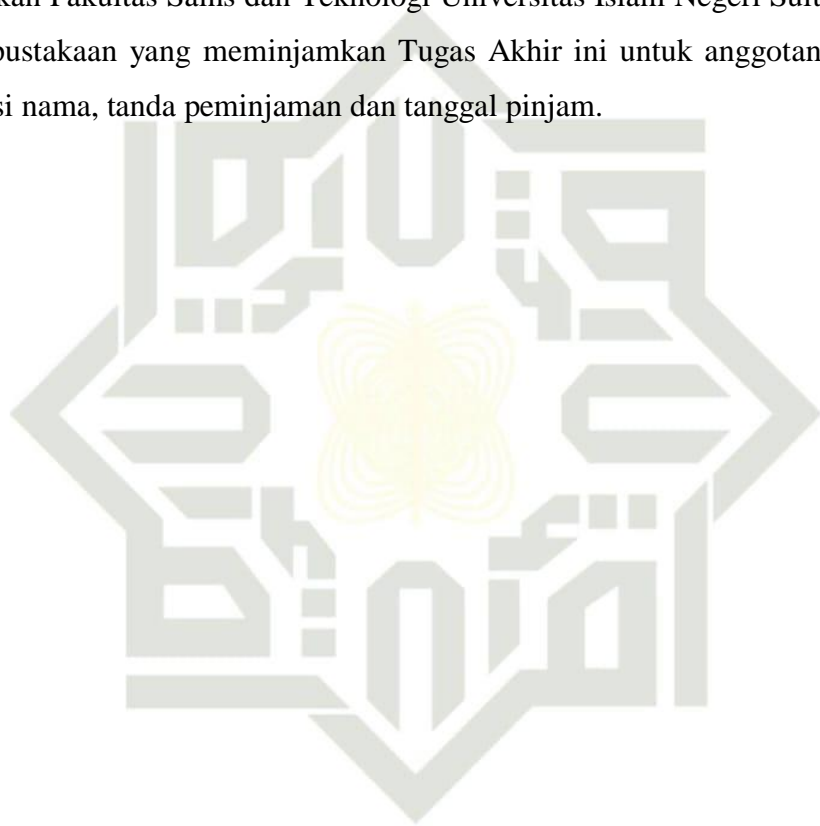 kan Fakultas Sains dan Teknologi Universitas Islam Negeri Sult
pustakaan yang meminjamkan Tugas Akhir ini untuk anggotan
si nama, tanda peminjaman dan tanggal pinjam.